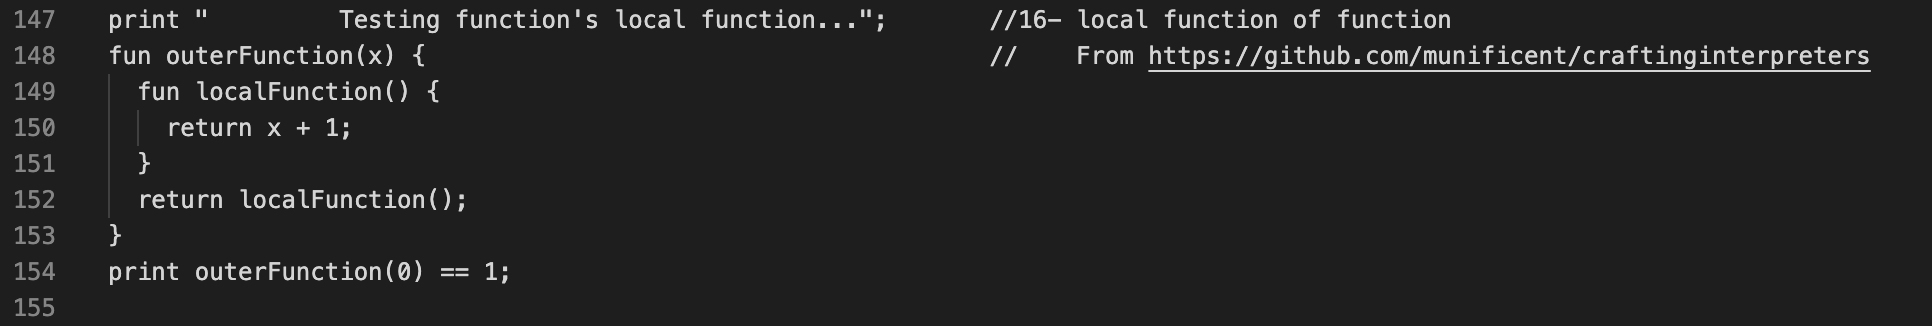 147 print "         Testing function's local function...";       //16- local function of function
148 fun outerFunction(x) {                                       //    From https://github.com/munificent/craftinginterpreters
149   fun localFunction() {
150     return x + 1;
151   }
152   return localFunction();
153 }
154 print outerFunction(0) == 1;
155